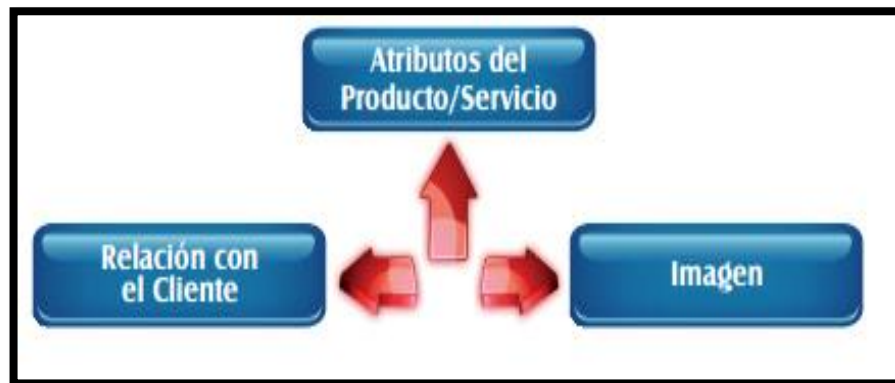 Atributos del
Producto/Servicio
Relación con
el Cliente
Imagen